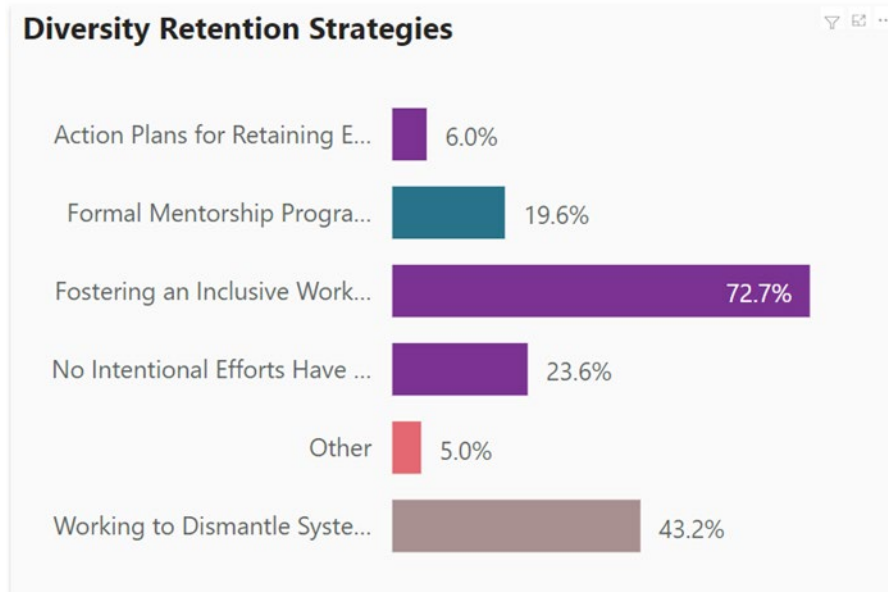 Diversity Retention Strategies
Action Plans for Retaining E... 6.0%
Formal Mentorship Progra... 19.6%
Fostering an Inclusive Work... 72.7%
No Intentional Efforts Have ... 23.6%
Other 5.0%
Working to Dismantle Syste... 43.2%